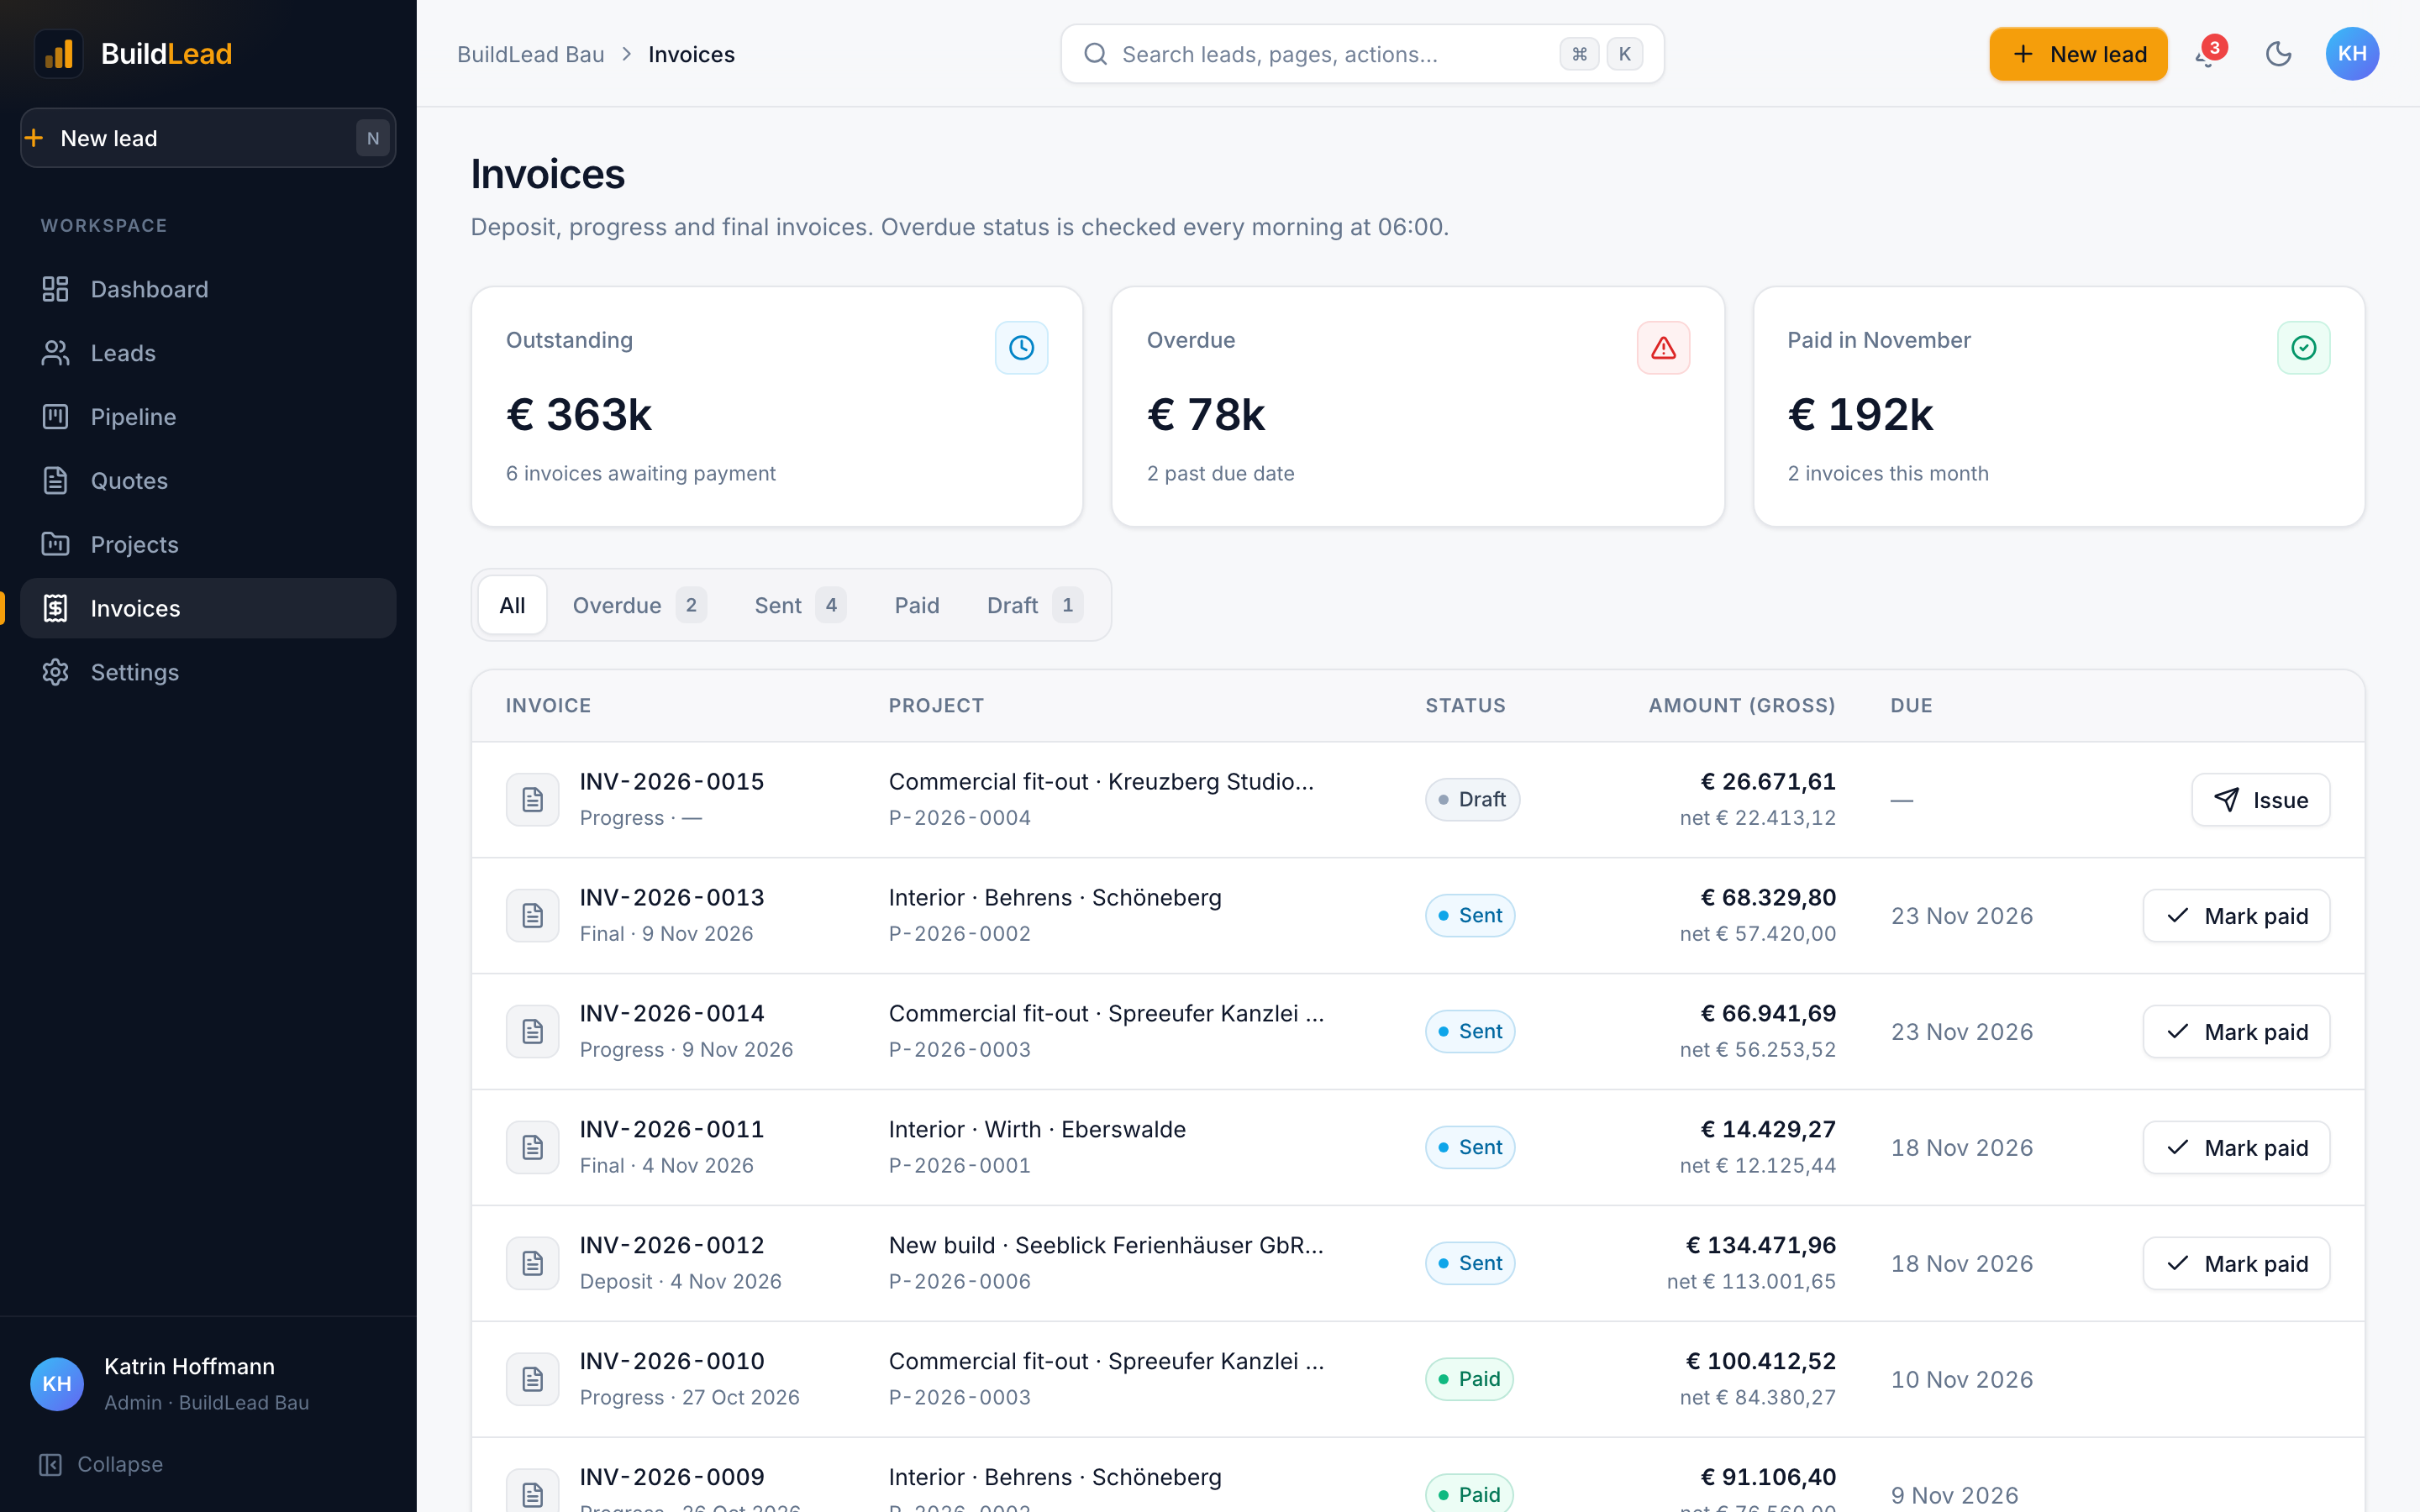 BuildLead
BuildLead Bau > Invoices
Search leads, pages, actions...
⌘ K
New lead
3
KH
New lead
N
WORKSPACE
Dashboard
Leads
Pipeline
Quotes
Projects
Invoices
Settings
Katrin Hoffmann
Admin · BuildLead Bau
KH
Collapse
Invoices
Deposit, progress and final invoices. Overdue status is checked every morning at 06:00.
Outstanding
€ 363k
6 invoices awaiting payment
Overdue
€ 78k
2 past due date
Paid in November
€ 192k
2 invoices this month
All
Overdue 2
Sent 4
Paid
Draft 1
INVOICE PROJECT STATUS AMOUNT (GROSS) DUE
INV-2026-0015 Commercial fit-out · Kreuzberg Studio... Draft € 26.671,61 — Issue
Progress · — P-2026-0004 net € 22.413,12
INV-2026-0013 Interior · Behrens · Schöneberg Sent € 68.329,80 23 Nov 2026 Mark paid
Final · 9 Nov 2026 P-2026-0002 net € 57.420,00
INV-2026-0014 Commercial fit-out · Spreeufer Kanzlei ... Sent € 66.941,69 23 Nov 2026 Mark paid
Progress · 9 Nov 2026 P-2026-0003 net € 56.253,52
INV-2026-0011 Interior · Wirth · Eberswalde Sent € 14.429,27 18 Nov 2026 Mark paid
Final · 4 Nov 2026 P-2026-0001 net € 12.125,44
INV-2026-0012 New build · Seeblick Ferienhäuser GbR... Sent € 134.471,96 18 Nov 2026 Mark paid
Deposit · 4 Nov 2026 P-2026-0006 net € 113.001,65
INV-2026-0010 Commercial fit-out · Spreeufer Kanzlei ... Paid € 100.412,52 10 Nov 2026
Progress · 27 Oct 2026 P-2026-0003 net € 84.380,27
INV-2026-0009 Interior · Behrens · Schöneberg Paid € 91.106,40 9 Nov 2026
Progress · 26 Oct 2026 P-2026-0002 net € 76.560,00